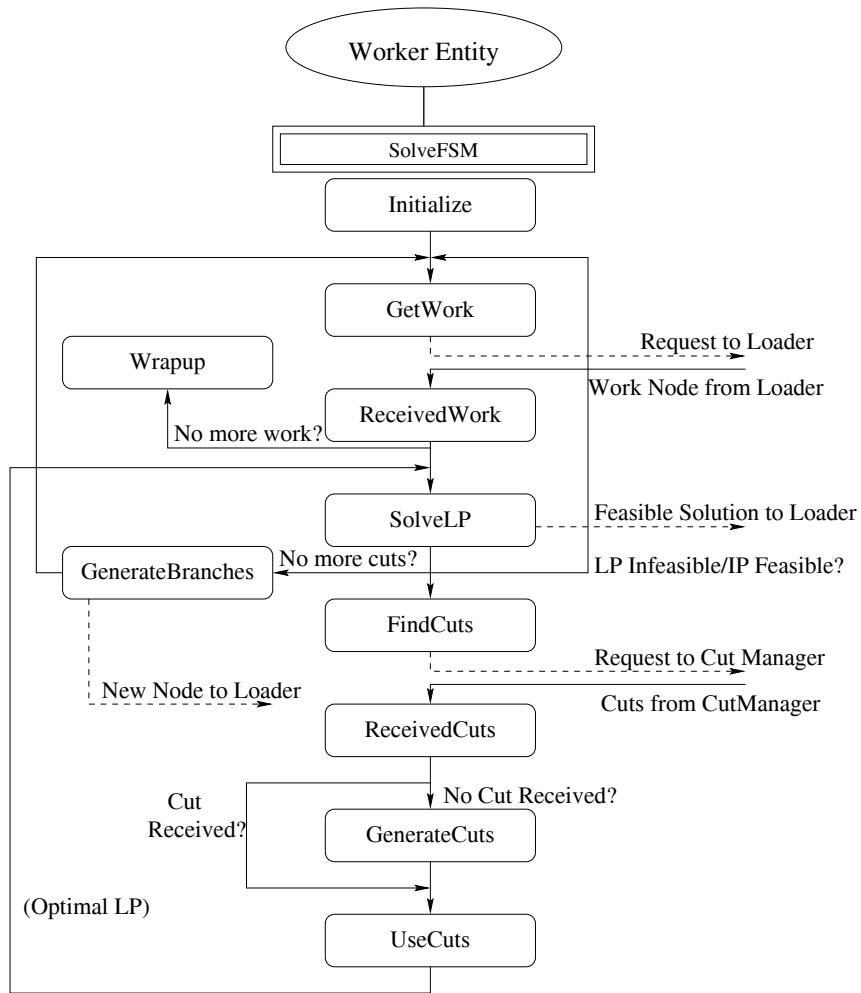 Worker Entity
SolveFSM
Initialize
GetWork
Request to Loader
Wrapup
Work Node from Loader
ReceivedWork
No more work?
SolveLP
Feasible Solution to Loader
No more cuts?
LP Infeasible/IP Feasible?
GenerateBranches
FindCuts
Request to Cut Manager
New Node to Loader
Cuts from CutManager
ReceivedCuts
No Cut Received?
Cut
Received?
GenerateCuts
(Optimal LP)
UseCuts